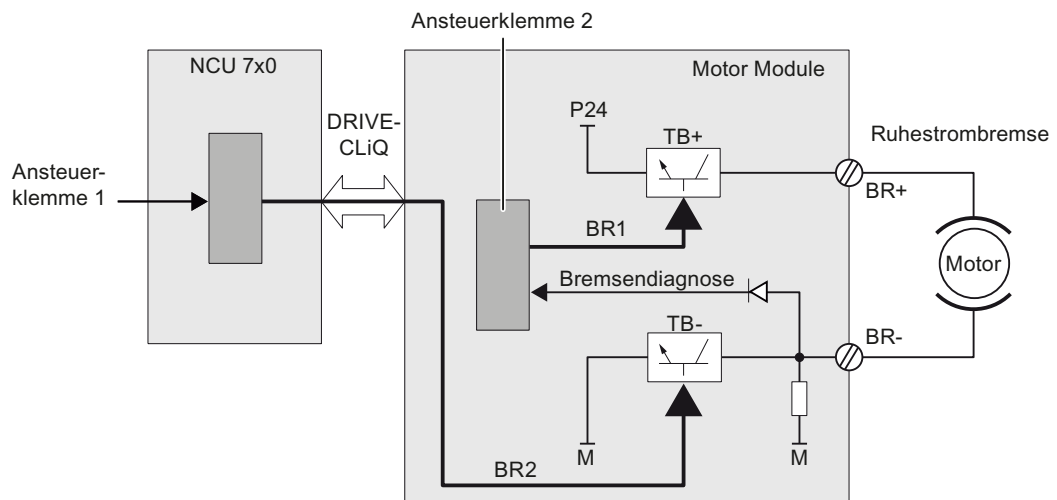 Ansteuerklemme 2
NCU 7x0
Motor Module
P24
DRIVE-
CLiQ
TB+
Ruhestrombremse
Ansteuer-
klemme 1
BR+
BR1
Motor
Bremsendiagnose
TB-
BR-
M
M
BR2